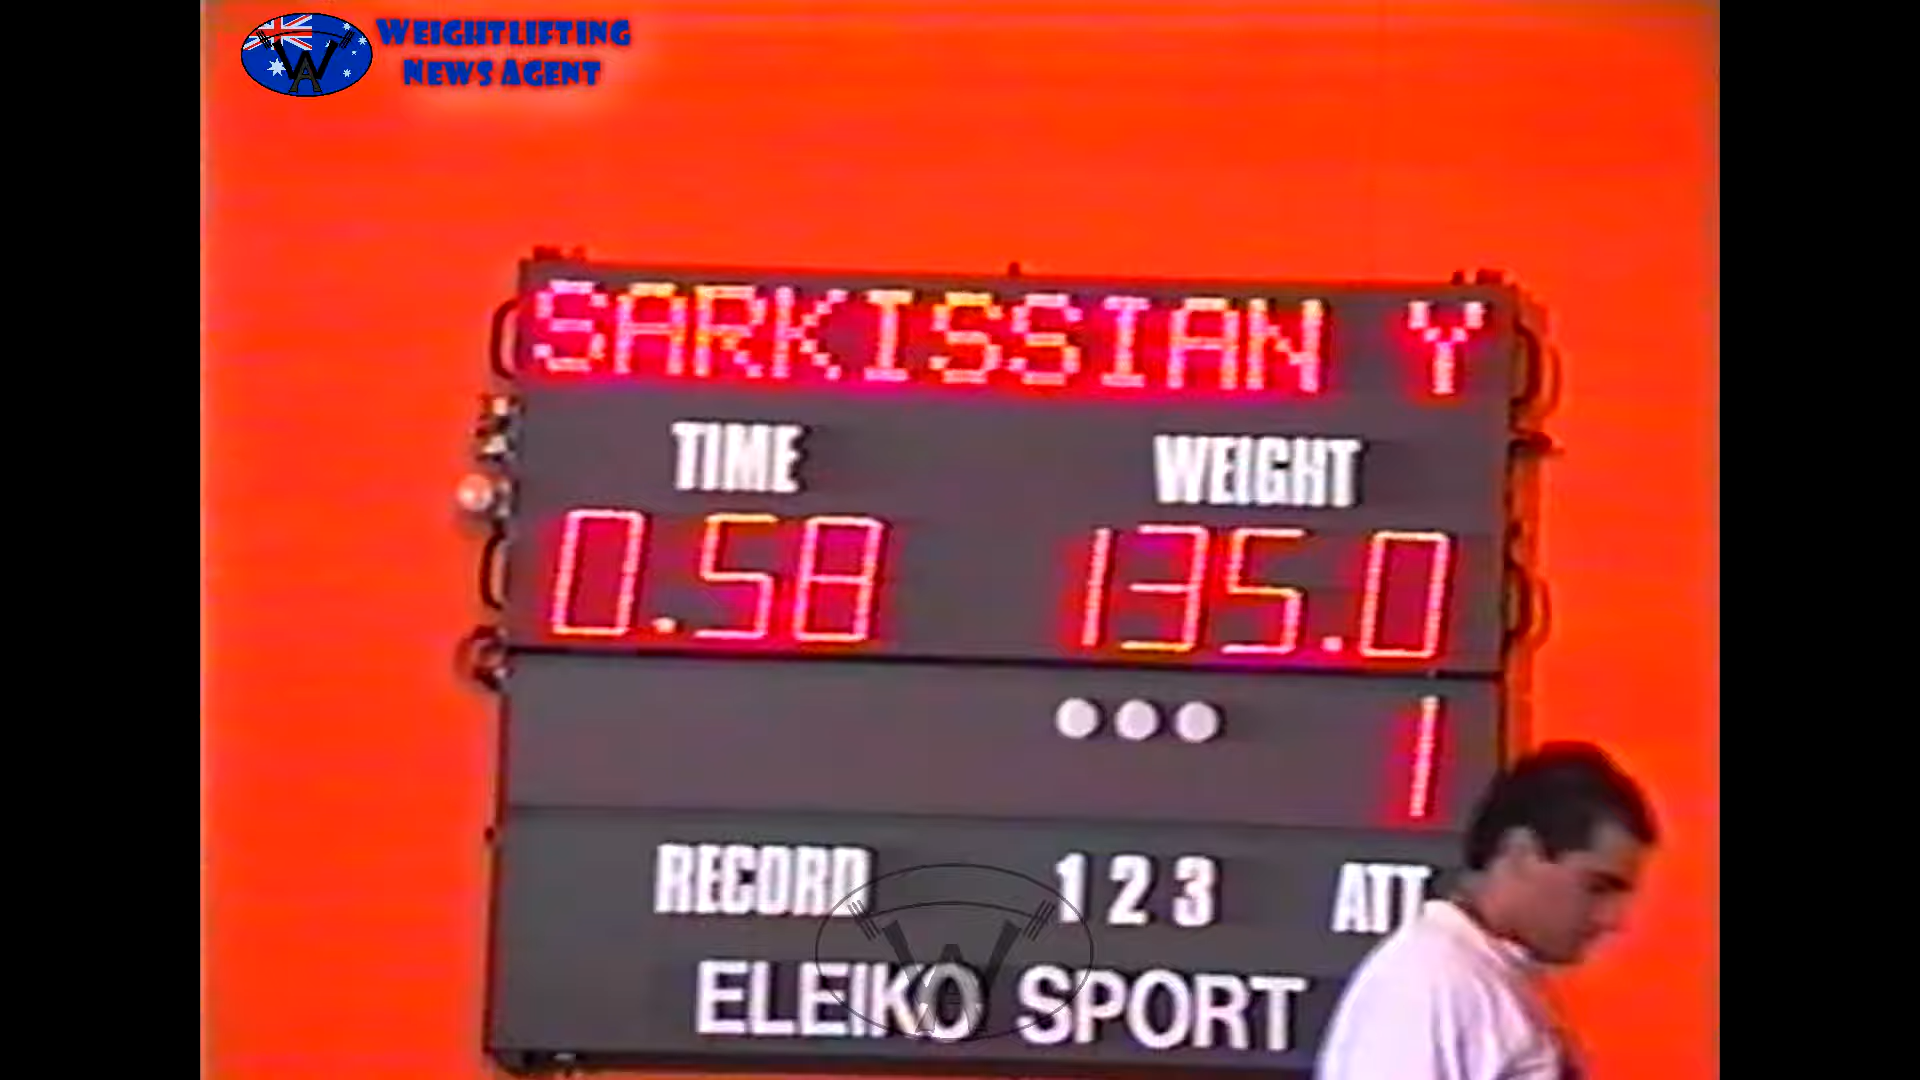 WEIGHTLIFTING
NEWS AGENT
SARKISSIAN Y
TIME WEIGHT
0.58 135.0
1
RECORD 1 2 3 ATT
ELEIKO SPORT